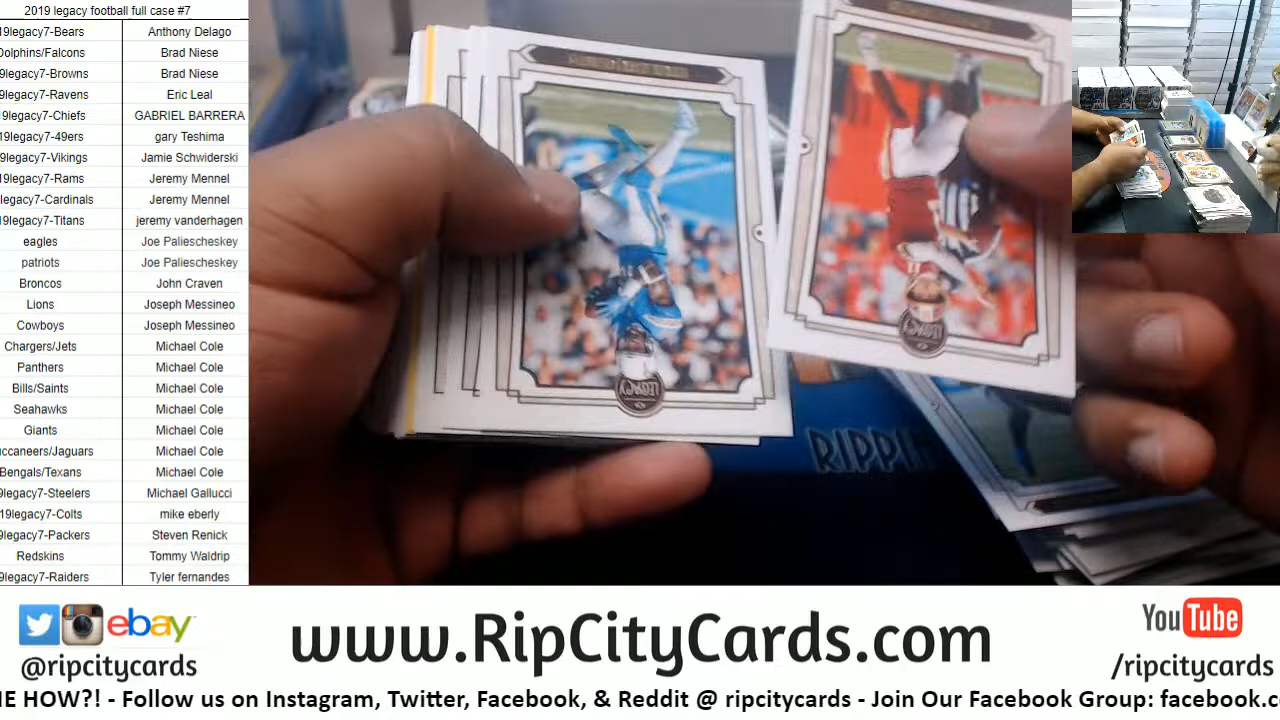 2019 legacy football full case #7
19legacy7-Bears Anthony Delago
Dolphins/Falcons Brad Niese
9legacy7-Browns Brad Niese
9legacy7-Ravens Eric Leal
9legacy7-Chiefs GABRIEL BARRERA
19legacy7-49ers gary Teshima
9legacy7-Vikings Jamie Schwiderski
19legacy7-Rams Jeremy Mennel
legacy7-Cardinals Jeremy Mennel
19legacy7-Titans jeremy vanderhagen
eagles Joe Paliescheskey
patriots Joe Paliescheskey
Broncos John Craven
Lions Joseph Messineo
Cowboys Joseph Messineo
Chargers/Jets Michael Cole
Panthers Michael Cole
Bills/Saints Michael Cole
Seahawks Michael Cole
Giants Michael Cole
uccaneers/Jaguars Michael Cole
Bengals/Texans Michael Cole
9legacy7-Steelers Michael Gallucci
19legacy7-Colts mike eberly
9legacy7-Packers Steven Renick
Redskins Tommy Waldrip
9legacy7-Raiders Tyler fernandes
LEGACY
LEGACY
RIPPIN
ebay
@ripcitycards
www.RipCityCards.com
YouTube
/ripcitycards
ME HOW?! - Follow us on Instagram, Twitter, Facebook, & Reddit @ ripcitycards - Join Our Facebook Group: facebook.c